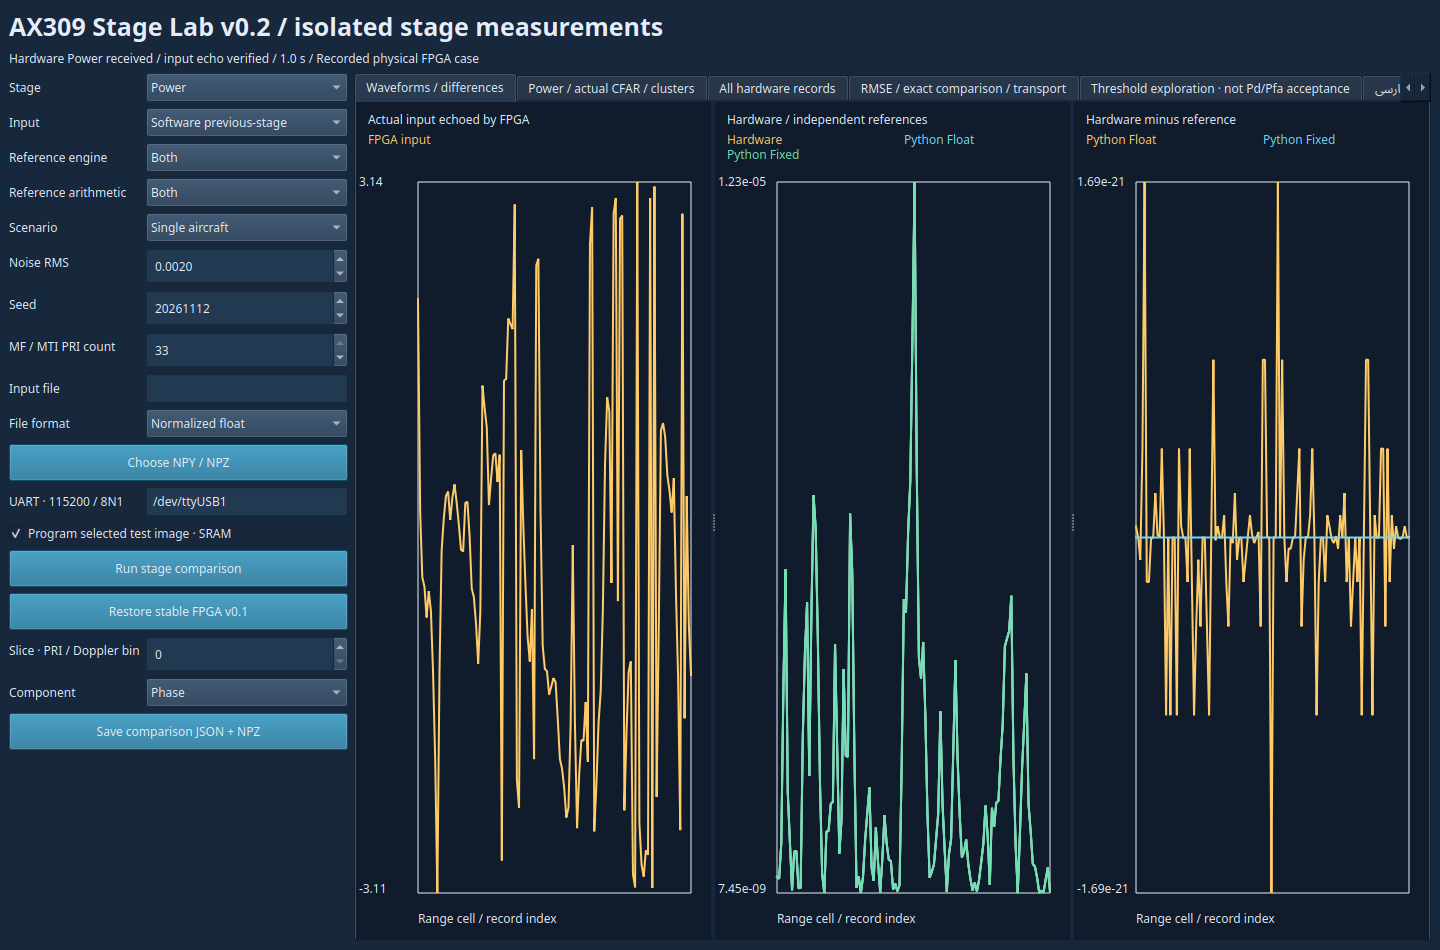 AX309 Stage Lab v0.2 / isolated stage measurements
Hardware Power received / input echo verified / 1.0 s / Recorded physical FPGA case
Stage
Power
Input
Software previous-stage
Reference engine
Both
Reference arithmetic
Both
Scenario
Single aircraft
Noise RMS
0.0020
Seed
20261112
MF / MTI PRI count
33
Input file
File format
Normalized float
Choose NPY / NPZ
UART · 115200 / 8N1
/dev/ttyUSB1
Program selected test image · SRAM
Run stage comparison
Restore stable FPGA v0.1
Slice · PRI / Doppler bin
0
Component
Phase
Save comparison JSON + NPZ
Waveforms / differences
Power / actual CFAR / clusters
All hardware records
RMSE / exact comparison / transport
Threshold exploration · not Pd/Pfa acceptance
Actual input echoed by FPGA
FPGA input
3.14
-3.11
Range cell / record index
Hardware / independent references
Hardware
Python Float
Python Fixed
1.23e-05
7.45e-09
Range cell / record index
Hardware minus reference
Python Float
Python Fixed
1.69e-21
-1.69e-21
Range cell / record index